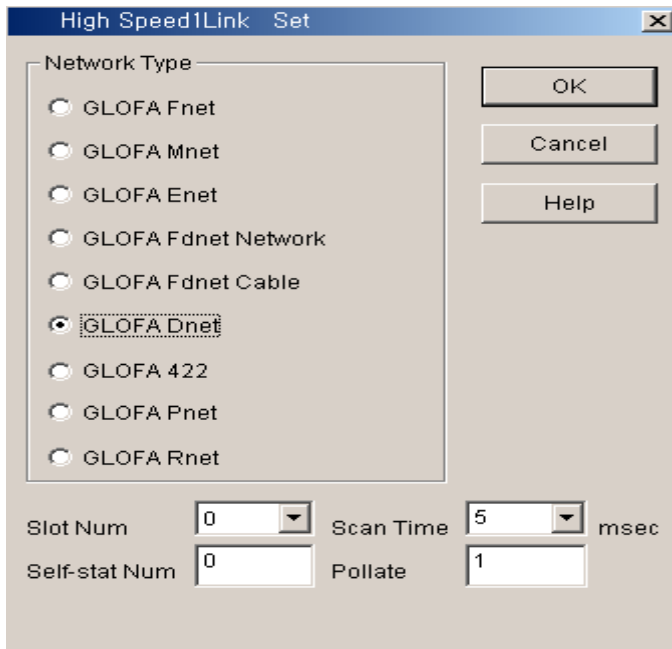 High Speed1Link Set
Network Type
GLOFA Fnet
GLOFA Mnet
GLOFA Enet
GLOFA Fdnet Network
GLOFA Fdnet Cable
GLOFA Dnet
GLOFA 422
GLOFA Pnet
GLOFA Rnet
OK
Cancel
Help
Slot Num 0 Scan Time 5 msec
Self-stat Num 0 Pollate 1